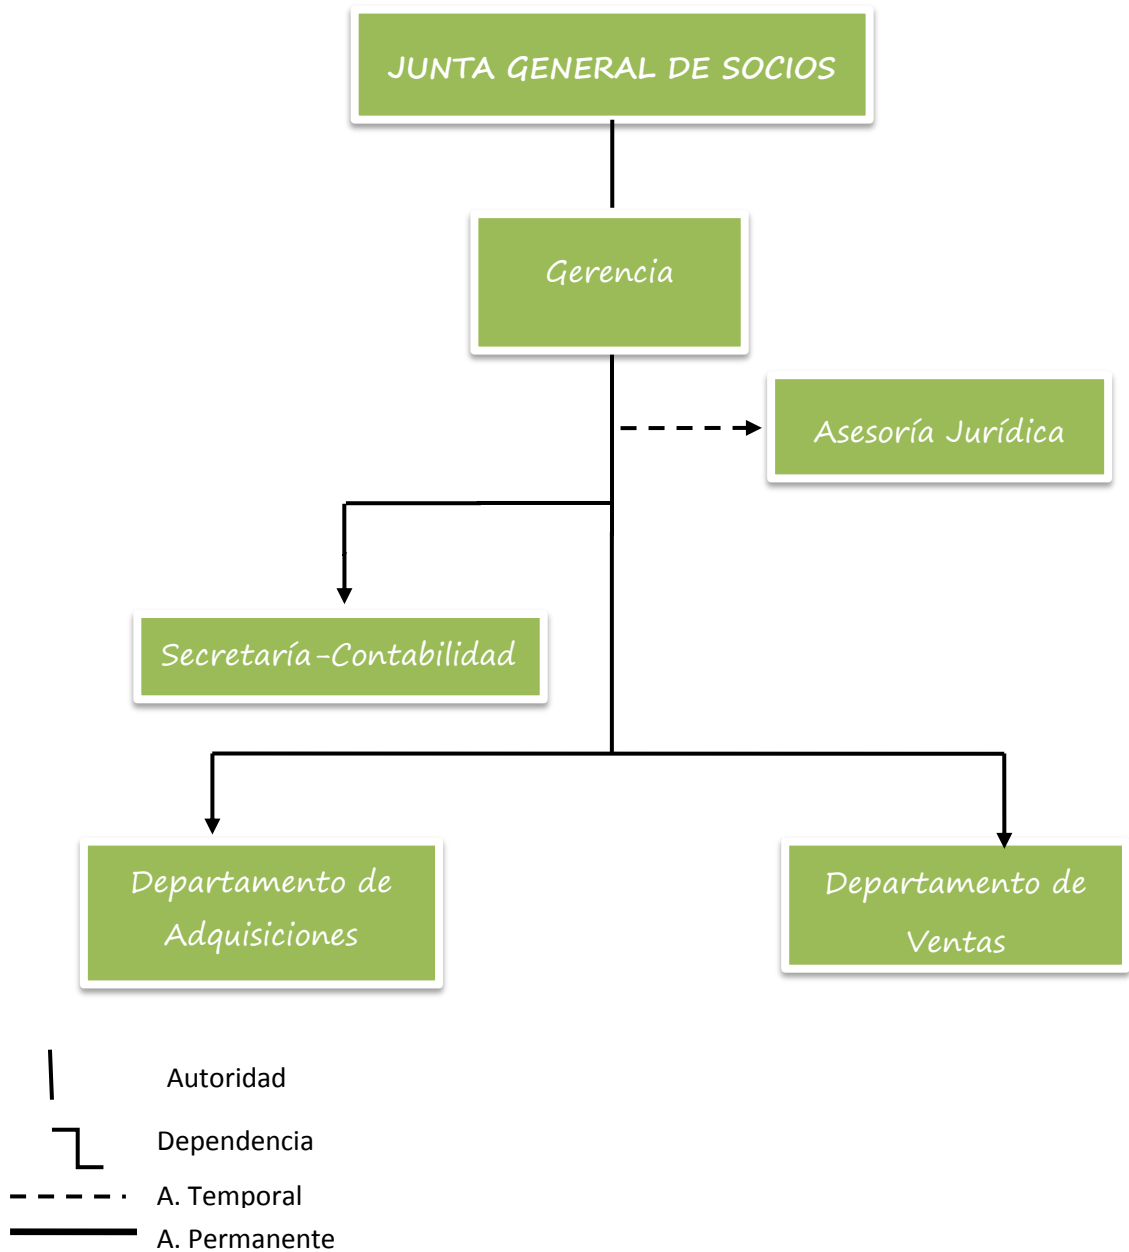 JUNTA GENERAL DE SOCIOS
Gerencia
Asesoría Jurídica
Secretaría-Contabilidad
Departamento de
Adquisiciones
Departamento de
Ventas
Autoridad
Dependencia
A. Temporal
A. Permanente